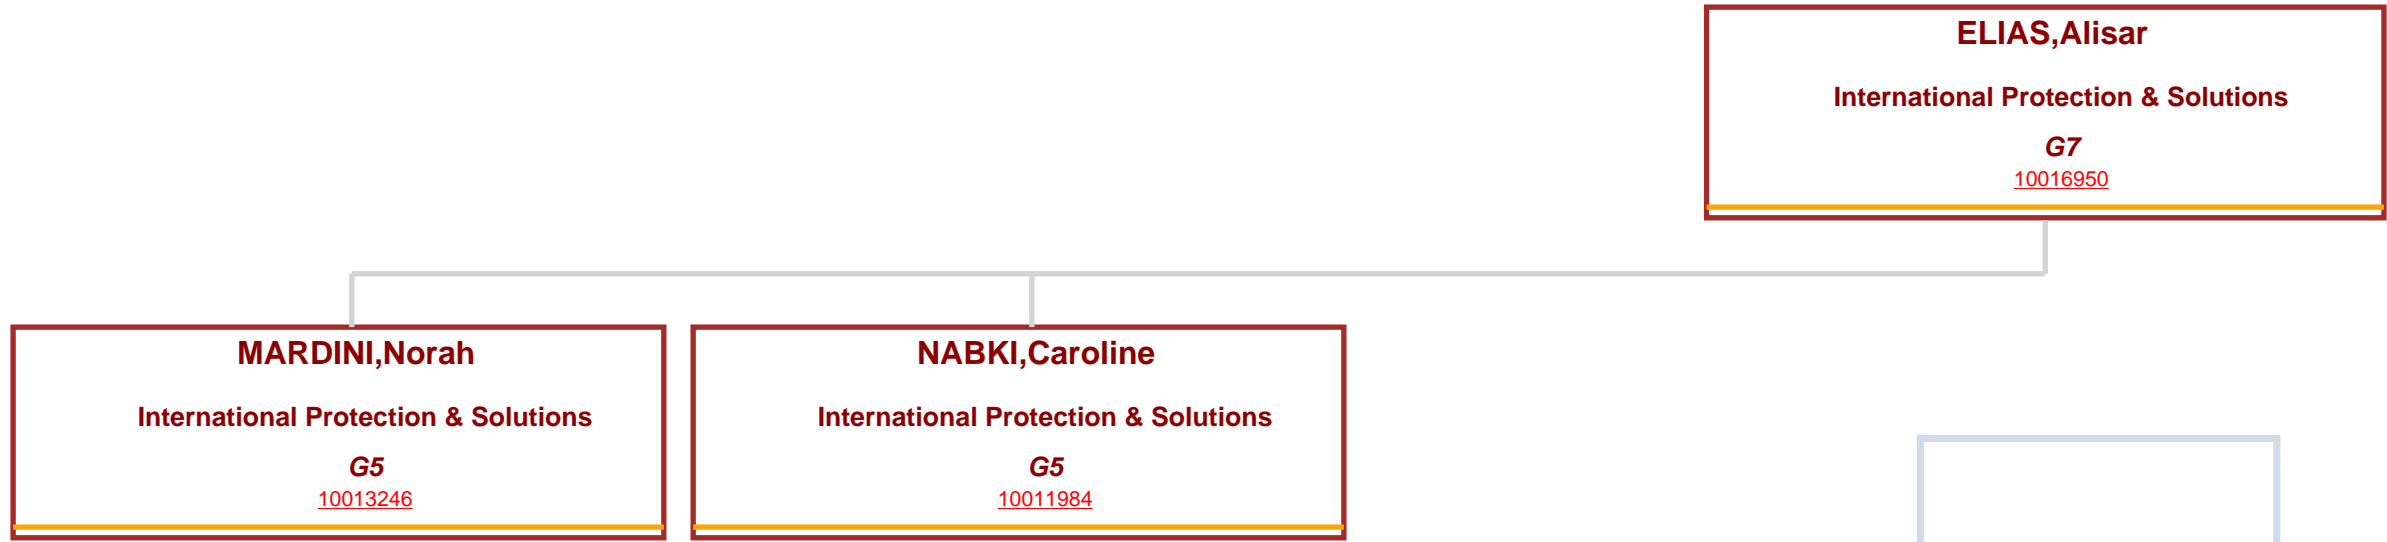 ELIAS,Alisar
International Protection & Solutions
G7
10016950
MARDINI,Norah
International Protection & Solutions
G5
10013246
NABKI,Caroline
International Protection & Solutions
G5
10011984